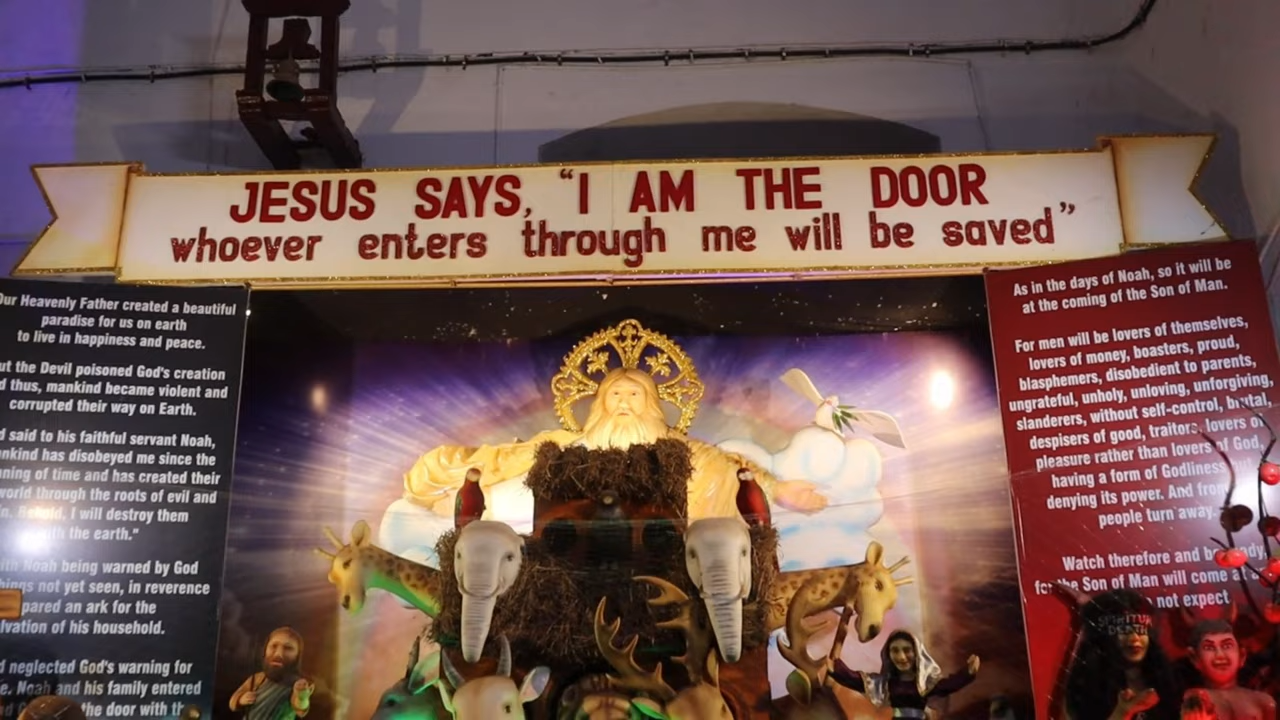 JESUS SAYS, "I AM THE DOOR
whoever enters through me will be saved"
Our Heavenly Father created a beautiful
paradise for us on earth
to live in happiness and peace.
the Devil poisoned God's creation
thus, mankind became violent and
corrupted their way on Earth.
said to his faithful servant Noah,
has disobeyed me since the
of time and has created their
world through the roots of evil and
I will destroy them
the earth."
Noah being warned by God
not yet seen, in reverence
an ark for the
of his household.
neglected God's warning for
Noah and his family entered
the door with
As in the days of Noah, so it will be
at the coming of the Son of Man.
For men will be lovers of themselves,
lovers of money, boasters, proud,
blasphemers, disobedient to parents,
ungrateful, unholy, unloving, unforgiving,
slanderers, without self-control, brutal,
despisers of good, traitors, lovers of
pleasure rather than lovers of God,
having a form of Godliness but
denying its power. And from
people turn away.
Watch therefore and be
for the Son of Man will come at
not expect
SPIRITUAL
DEATH